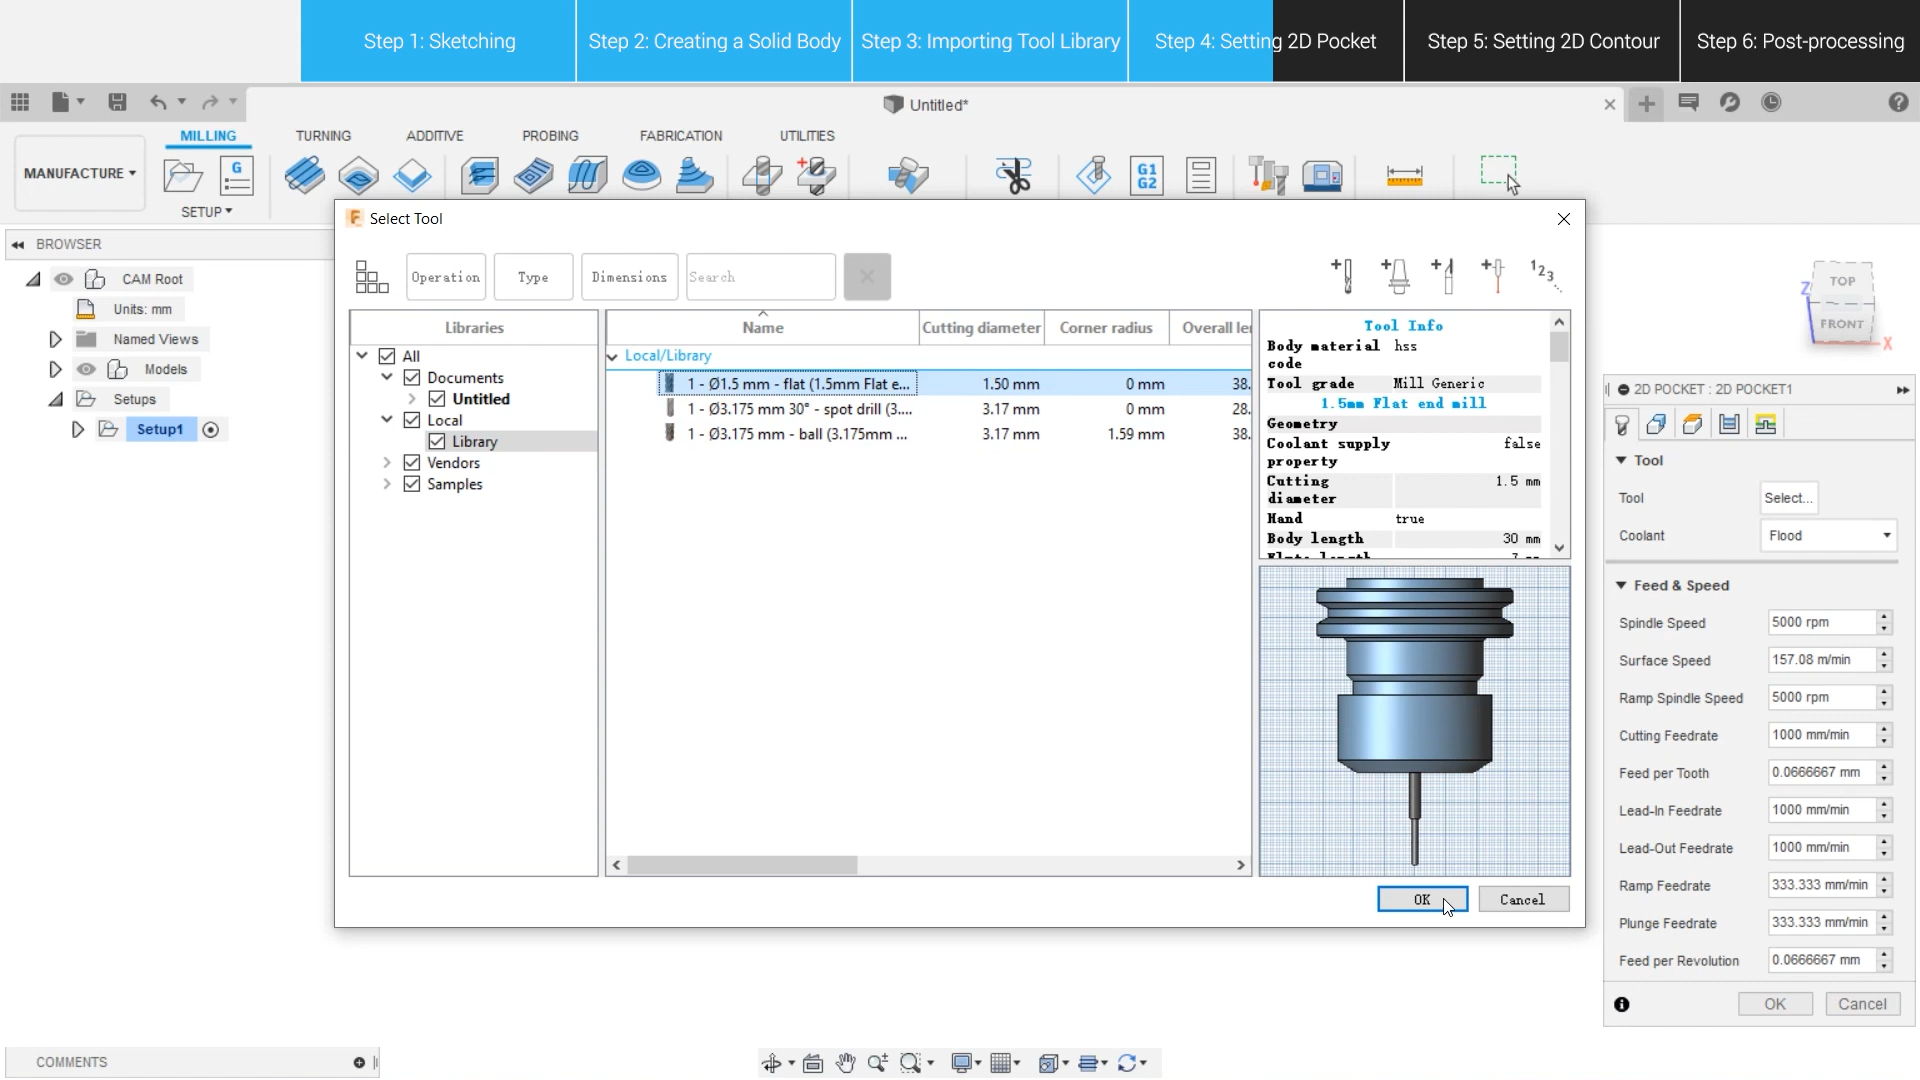 Step 1: Sketching
Step 2: Creating a Solid Body
Step 3: Importing Tool Library
Step 4: Setting 2D Pocket
Step 5: Setting 2D Contour
Step 6: Post-processing
Untitled*
MILLING
TURNING
ADDITIVE
PROBING
FABRICATION
UTILITIES
MANUFACTURE
G
G1
G2
SETUP
BROWSER
CAM Root
Units: mm
Named Views
Models
Setups
Setup1
Select Tool
Operation
Type
Dimensions
Search
1 2 3
Libraries
All
Documents
Untitled
Local
Library
Vendors
Samples
Name
Cutting diameter
Corner radius
Overall le
Local/Library
1 - Ø1.5 mm - flat (1.5mm Flat e...
1.50 mm
0 mm
38.
1 - Ø3.175 mm 30° - spot drill (3....
3.17 mm
0 mm
28.
1 - Ø3.175 mm - ball (3.175mm ...
3.17 mm
1.59 mm
38.
Tool Info
Body material code hss
Tool grade Mill Generic
1.5mm Flat end mill
Geometry
Coolant supply property false
Cutting diameter 1.5 mm
Hand true
Body length 30 mm
OK
Cancel
TOP
FRONT
Z
X
2D POCKET : 2D POCKET1
Tool
Tool Select...
Coolant Flood
Feed & Speed
Spindle Speed 5000 rpm
Surface Speed 157.08 m/min
Ramp Spindle Speed 5000 rpm
Cutting Feedrate 1000 mm/min
Feed per Tooth 0.0666667 mm
Lead-In Feedrate 1000 mm/min
Lead-Out Feedrate 1000 mm/min
Ramp Feedrate 333.333 mm/min
Plunge Feedrate 333.333 mm/min
Feed per Revolution 0.0666667 mm
OK
Cancel
COMMENTS